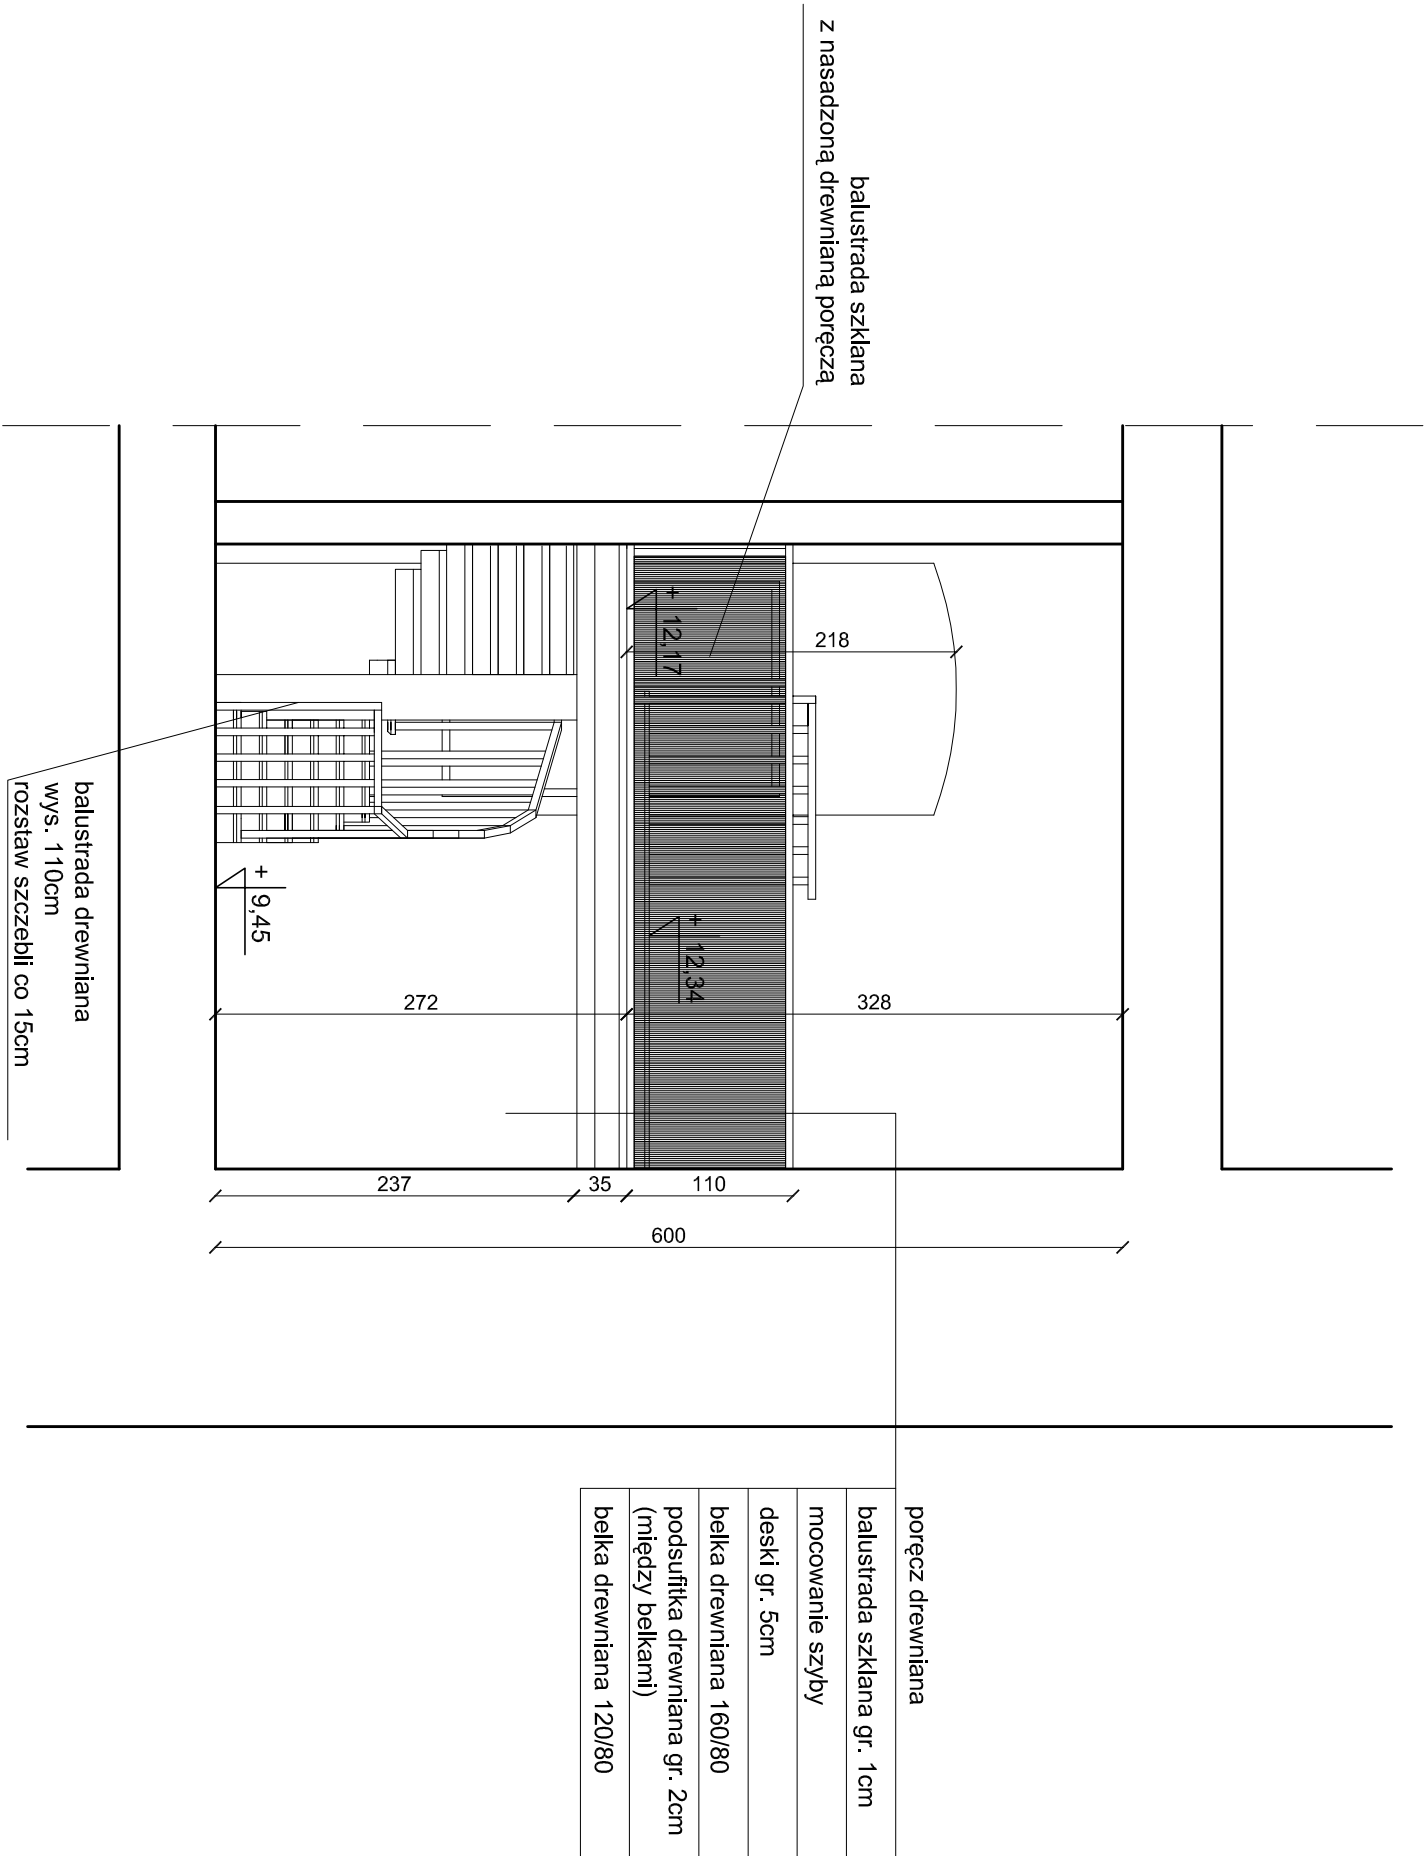 balustrada szklana
z nasadzoną drewnianą poręczą
218
+ 12,17
+ 12,34
328
272
+ 9,45
110
35
237
600
balustrada drewniana
wys. 110cm
rozstaw szczebli co 15cm
poręcz drewniana
balustrada szklana gr. 1cm
mocowanie szyby
deski gr. 5cm
belka drewniana 160/80
podsufitka drewniana gr. 2cm
(między belkami)
belka drewniana 120/80